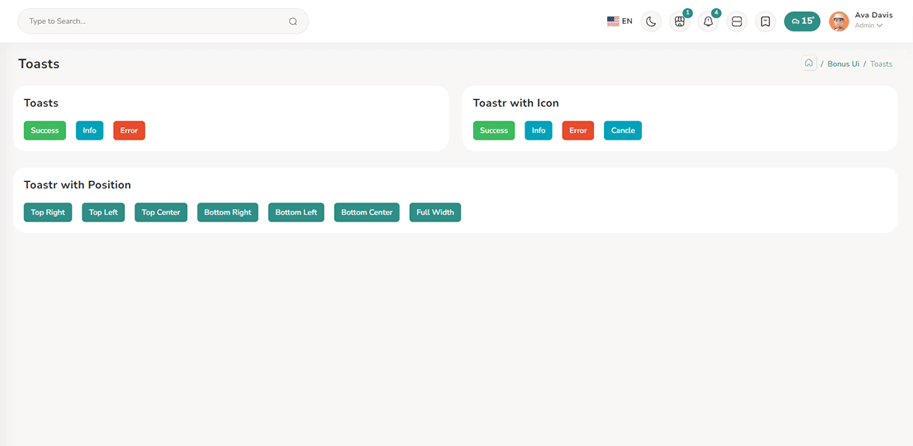 Type to Search...
EN
1
4
15°
Ava Davis
Admin
Toasts
/ Bonus Ui / Toasts
Toasts
Success Info Error
Toastr with Icon
Success Info Error Cancle
Toastr with Position
Top Right Top Left Top Center Bottom Right Bottom Left Bottom Center Full Width